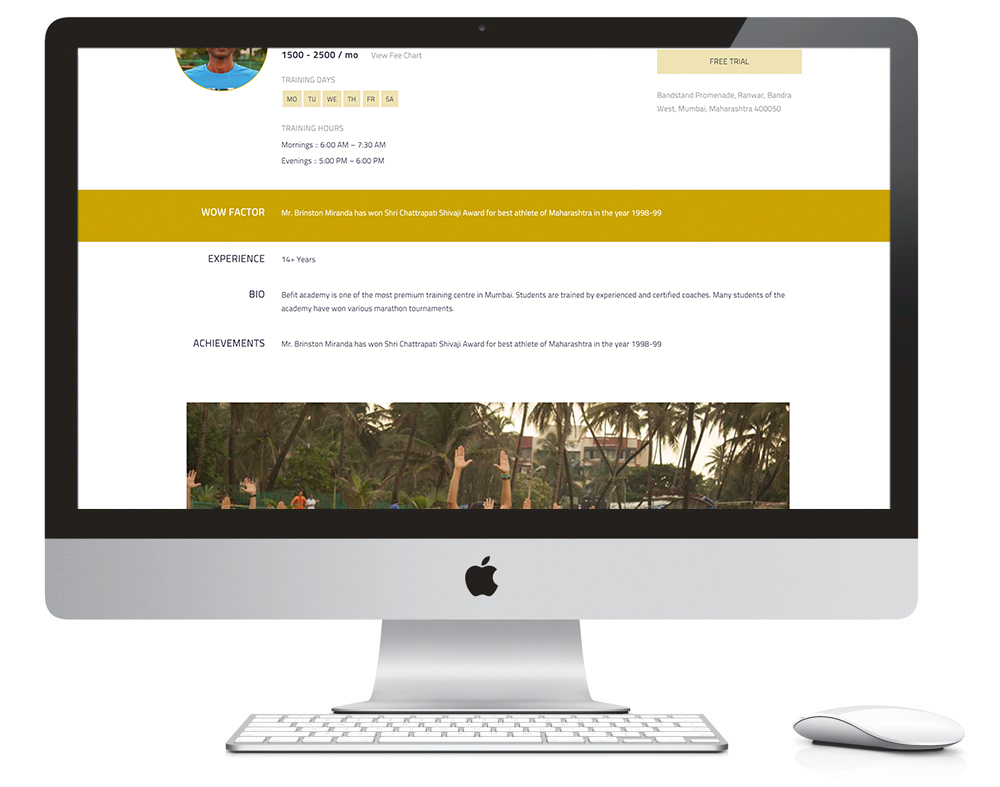 1500 - 2500 / mo View Fee Chart
FREE TRIAL
TRAINING DAYS
MO TU WE TH FR SA
Bandstand Promenade, Ranwar, Bandra
West, Mumbai, Maharashtra 400050
TRAINING HOURS
Mornings :: 6:00 AM – 7:30 AM
Evenings :: 5:00 PM – 6:00 PM
WOW FACTOR Mr. Brinston Miranda has won Shri Chattrapati Shivaji Award for best athlete of Maharashtra in the year 1998-99
EXPERIENCE 14+ Years
BIO Befit academy is one of the most premium training centre in Mumbai. Students are trained by experienced and certified coaches. Many students of the
academy have won various marathon tournaments.
ACHIEVEMENTS Mr. Brinston Miranda has won Shri Chattrapati Shivaji Award for best athlete of Maharashtra in the year 1998-99